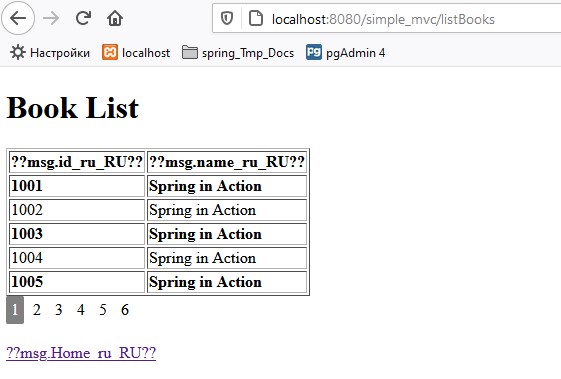 localhost:8080/simple_mvc/listBooks
Настройки localhost spring_Tmp_Docs pgAdmin 4
Book List
??msg.id_ru_RU?? ??msg.name_ru_RU??
1001 Spring in Action
1002 Spring in Action
1003 Spring in Action
1004 Spring in Action
1005 Spring in Action
1 2 3 4 5 6
??msg.Home_ru_RU??